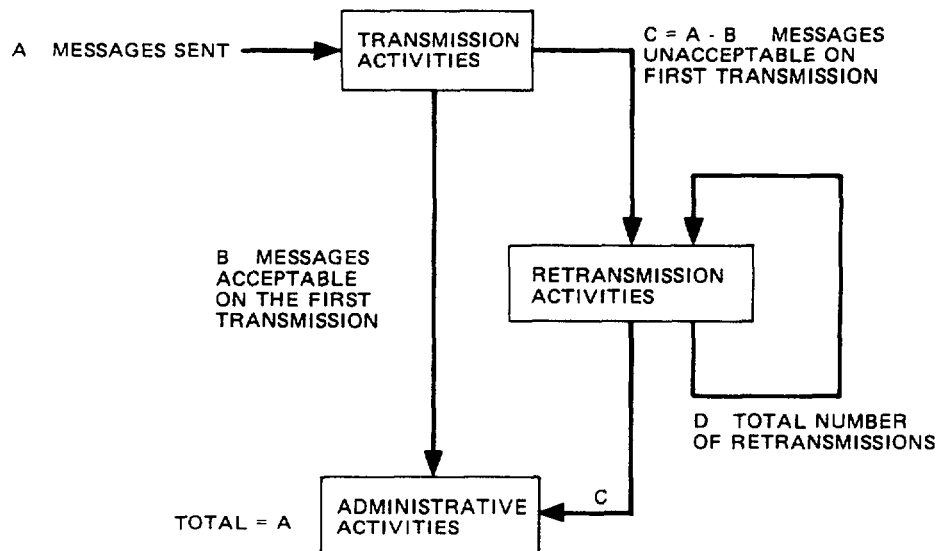 A MESSAGES SENT
TRANSMISSION
ACTIVITIES
C = A - B MESSAGES
UNACCEPTABLE ON
FIRST TRANSMISSION
B MESSAGES
ACCEPTABLE
ON THE FIRST
TRANSMISSION
RETRANSMISSION
ACTIVITIES
D TOTAL NUMBER
OF RETRANSMISSIONS
C
TOTAL = A
ADMINISTRATIVE
ACTIVITIES